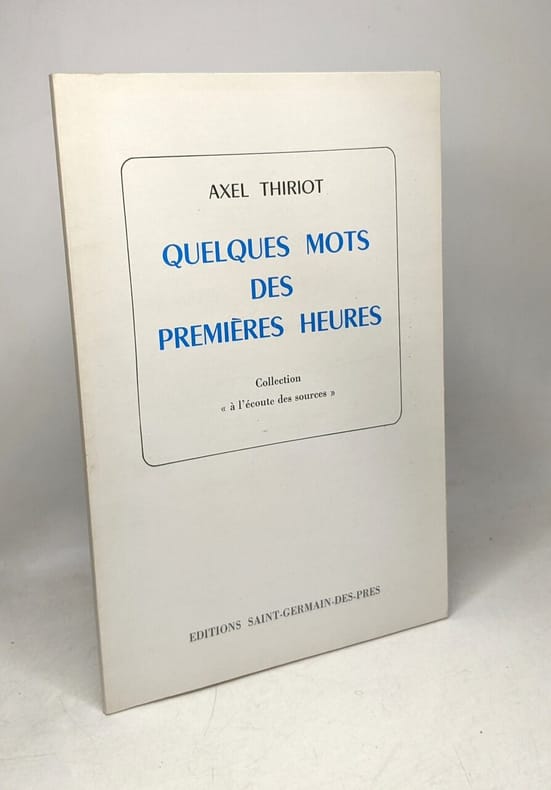 AXEL THIRIOT
QUELQUES MOTS
DES
PREMIÈRES HEURES
Collection
« à l'écoute des sources »
EDITIONS SAINT-GERMAIN-DES-PRES